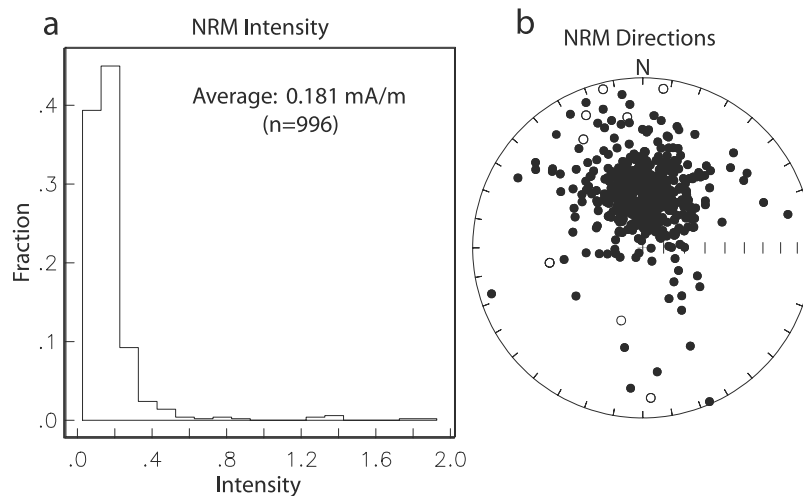 a
NRM Intensity
Average: 0.181 mA/m
(n=996)
Fraction
.4
.3
.2
.1
.0
.0 .4 .8 1.2 1.6 2.0
Intensity
b
NRM Directions
N